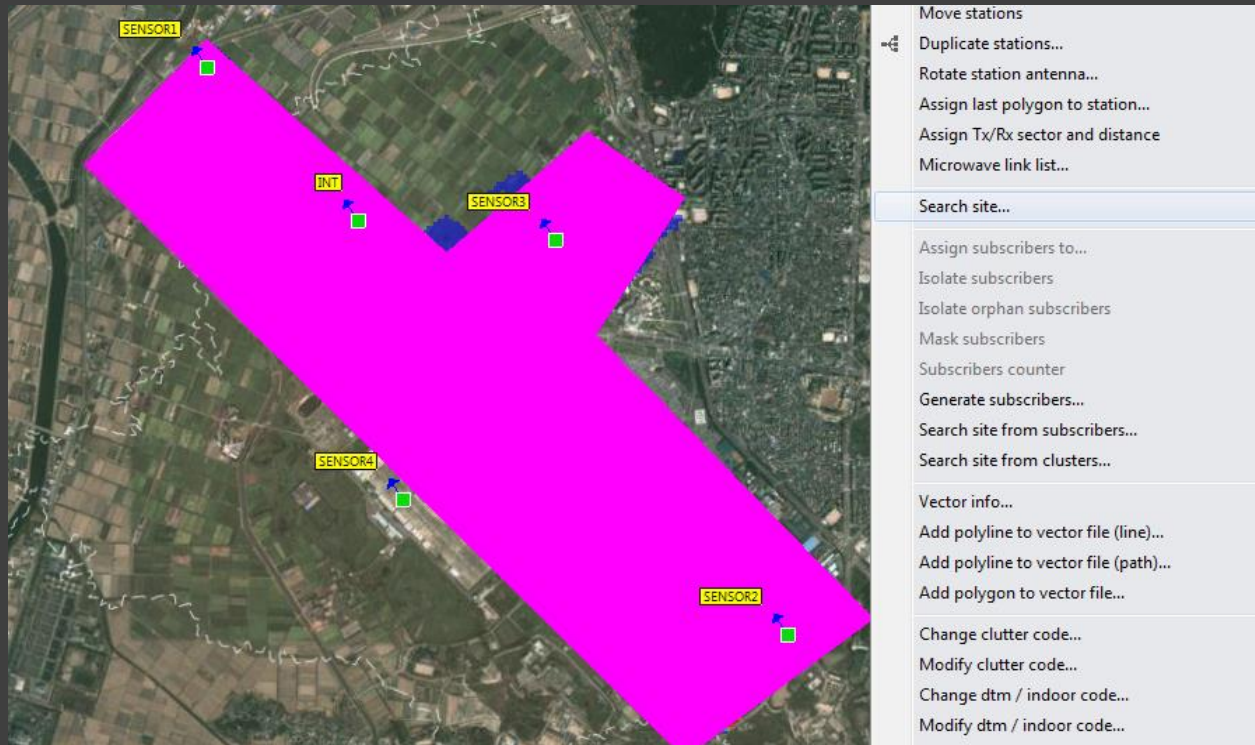 SENSOR1
INT
SENSOR3
SENSOR4
SENSOR2
Move stations
Duplicate stations...
Rotate station antenna...
Assign last polygon to station...
Assign Tx/Rx sector and distance
Microwave link list...
Search site...
Assign subscribers to...
Isolate subscribers
Isolate orphan subscribers
Mask subscribers
Subscribers counter
Generate subscribers...
Search site from subscribers...
Search site from clusters...
Vector info...
Add polyline to vector file (line)...
Add polyline to vector file (path)...
Add polygon to vector file...
Change clutter code...
Modify clutter code...
Change dtm / indoor code...
Modify dtm / indoor code...